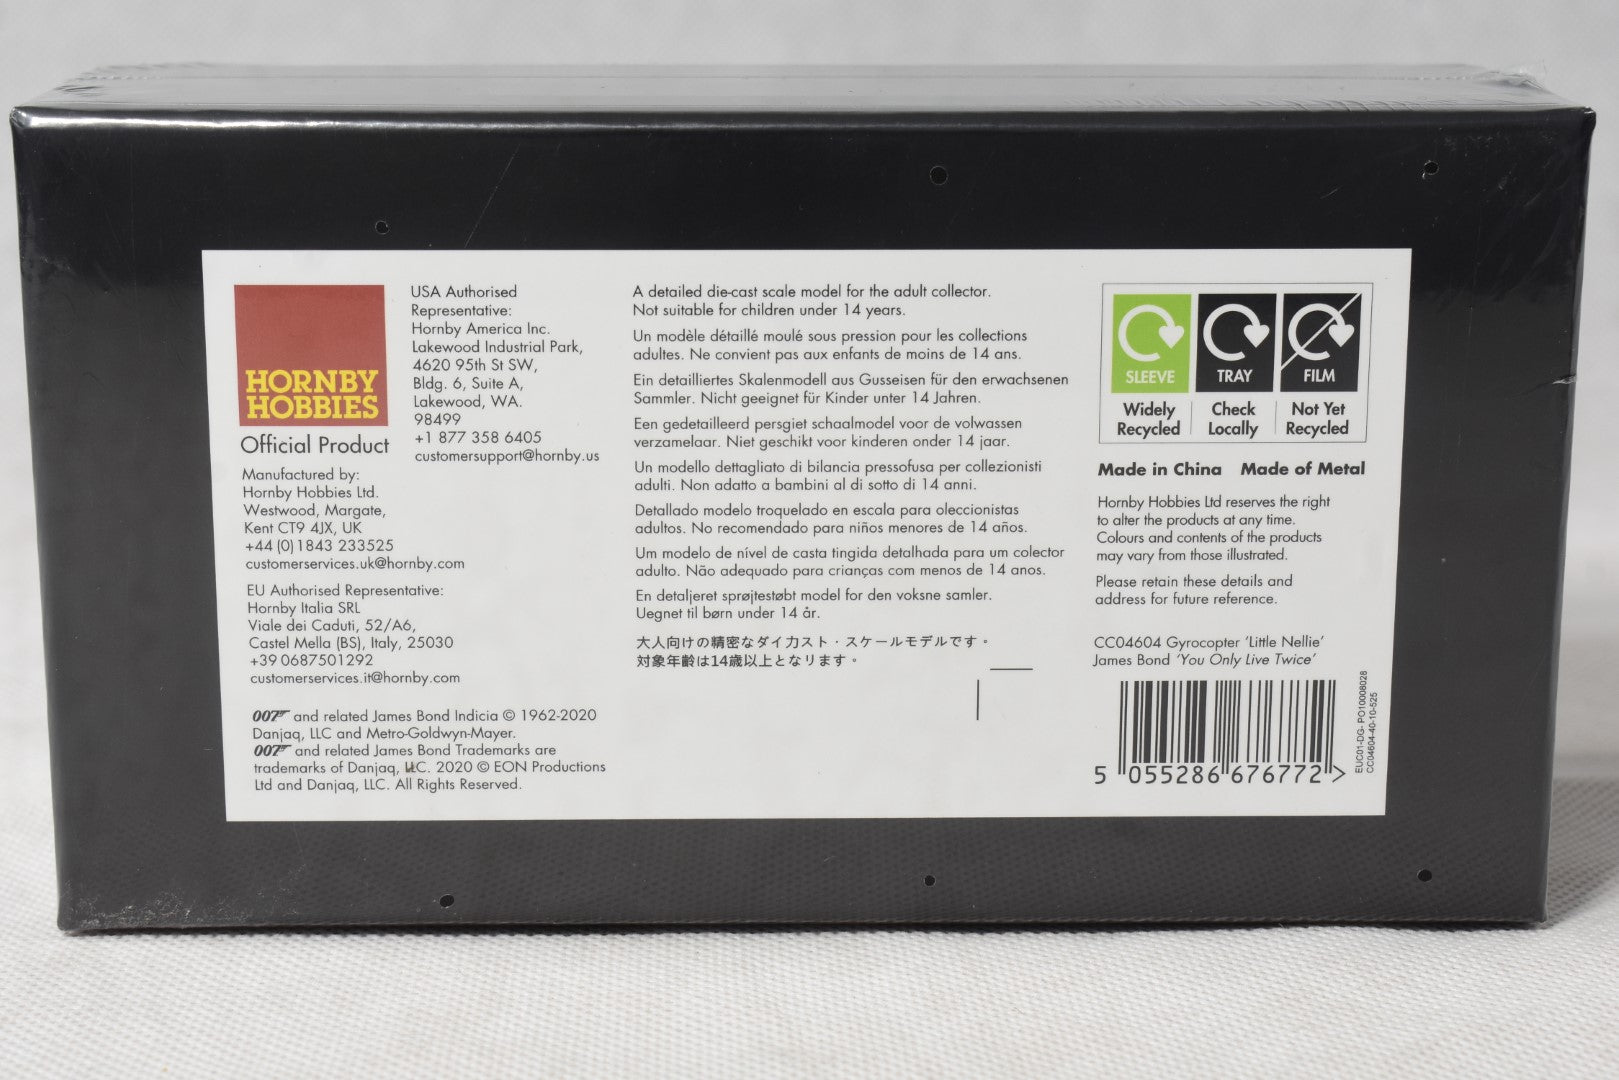 HORNBY
HOBBIES
Official Product
Manufactured by:
Hornby Hobbies Ltd.
Westwood, Margate,
Kent CT9 4JX, UK
+44 (0) 1843 233525
customerservices.uk@hornby.com
EU Authorised Representative:
Hornby Italia SRL
Viale dei Caduti, 52/A6,
Castel Mella (BS), Italy, 25030
+39 0687501292
customerservices.it@hornby.com
007 and related James Bond Indicia © 1962-2020
Danjaq, LLC and Metro-Goldwyn-Mayer.
007 and related James Bond Trademarks are
trademarks of Danjaq, LLC. 2020 © EON Productions
Ltd and Danjaq, LLC. All Rights Reserved.
USA Authorised
Representative:
Hornby America Inc.
Lakewood Industrial Park,
4620 95th St SW,
Bldg. 6, Suite A,
Lakewood, WA.
98499
+1 877 358 6405
customersupport@hornby.us
A detailed die-cast scale model for the adult collector.
Not suitable for children under 14 years.
Un modèle détaillé moulé sous pression pour les collections
adultes. Ne convient pas aux enfants de moins de 14 ans.
Ein detailliertes Skalenmodell aus Gusseisen für den erwachsenen
Sammler. Nicht geeignet für Kinder unter 14 Jahren.
Een gedetailleerd persgiet schaalmodel voor de volwassen
verzamelaar. Niet geschikt voor kinderen onder 14 jaar.
Un modello dettagliato di bilancia pressofusa per collezionisti
adulti. Non adatto a bambini al di sotto di 14 anni.
Detallado modelo troquelado en escala para oleccionistas
adultos. No recomendado para niños menores de 14 años.
Um modelo de nível de casta tingida detalhada para um colector
adulto. Não adequado para crianças com menos de 14 anos.
En detaljeret sprøjtestøbt model for den voksne samler.
Uegnet til børn under 14 år.
大人向けの精密なダイカスト・スケールモデルです。
対象年齢は14歳以上となリます。
SLEEVE TRAY FILM
Widely Check Not Yet
Recycled Locally Recycled
Made in China Made of Metal
Hornby Hobbies Ltd reserves the right
to alter the products at any time.
Colours and contents of the products
may vary from those illustrated.
Please retain these details and
address for future reference.
CC04604 Gyrocopter 'Little Nellie'
James Bond 'You Only Live Twice'
5 055286 676772 >
EUC01-DG- PO10008028
CC04604-40-10-525